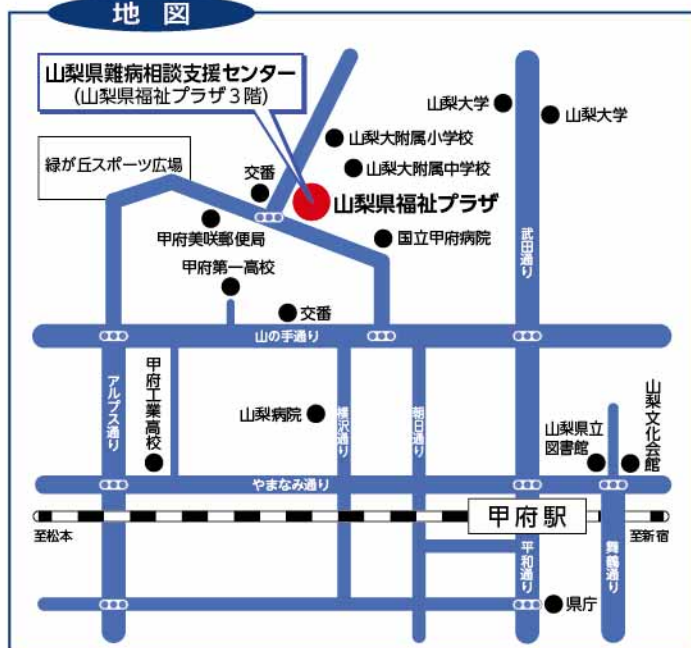 地図
山梨県難病相談支援センター
(山梨県福祉プラザ3階)
山梨大学
山梨大学
山梨大附属小学校
緑が丘スポーツ広場
交番
山梨大附属中学校
山梨県福祉プラザ
甲府美咲郵便局
国立甲府病院
武田通り
甲府第一高校
交番
山の手通り
アルプス通り
甲府工業高校
山梨病院
横沢通り
朝日通り
山梨県立
図書館
山梨文化会館
やまなみ通り
甲府駅
至松本
至新宿
平和通り
舞鶴通り
県庁